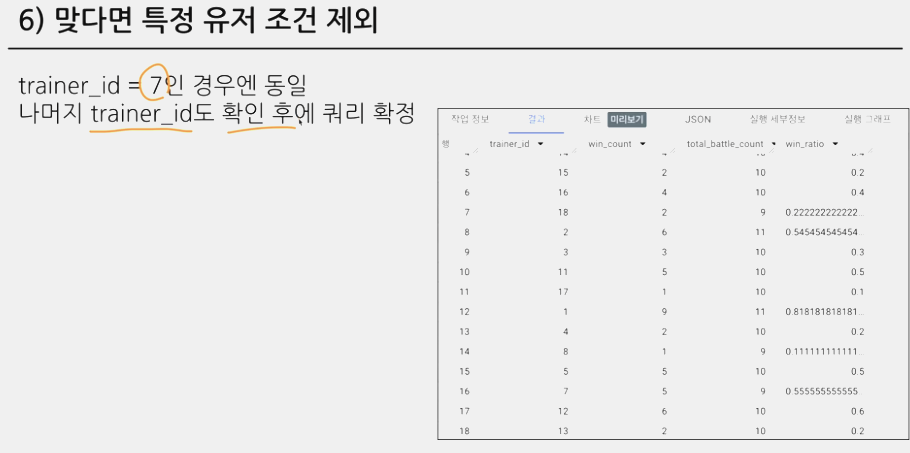 6) 맞다면 특정 유저 조건 제외
trainer_id = 7인 경우엔 동일
나머지 trainer_id도 확인 후에 쿼리 확정
작업 정보 결과 차트 미리보기 JSON 실행 세부정보 실행 그래프
행 trainer_id win_count total_battle_count win_ratio
4 14 4 10 0.4
5 15 2 10 0.2
6 16 4 10 0.4
7 18 2 9 0.222222222222...
8 2 6 11 0.545454545454...
9 3 3 10 0.3
10 11 5 10 0.5
11 17 1 10 0.1
12 1 9 11 0.818181818181...
13 4 2 10 0.2
14 8 1 9 0.111111111111...
15 5 5 10 0.5
16 7 5 9 0.555555555555...
17 12 6 10 0.6
18 13 2 10 0.2